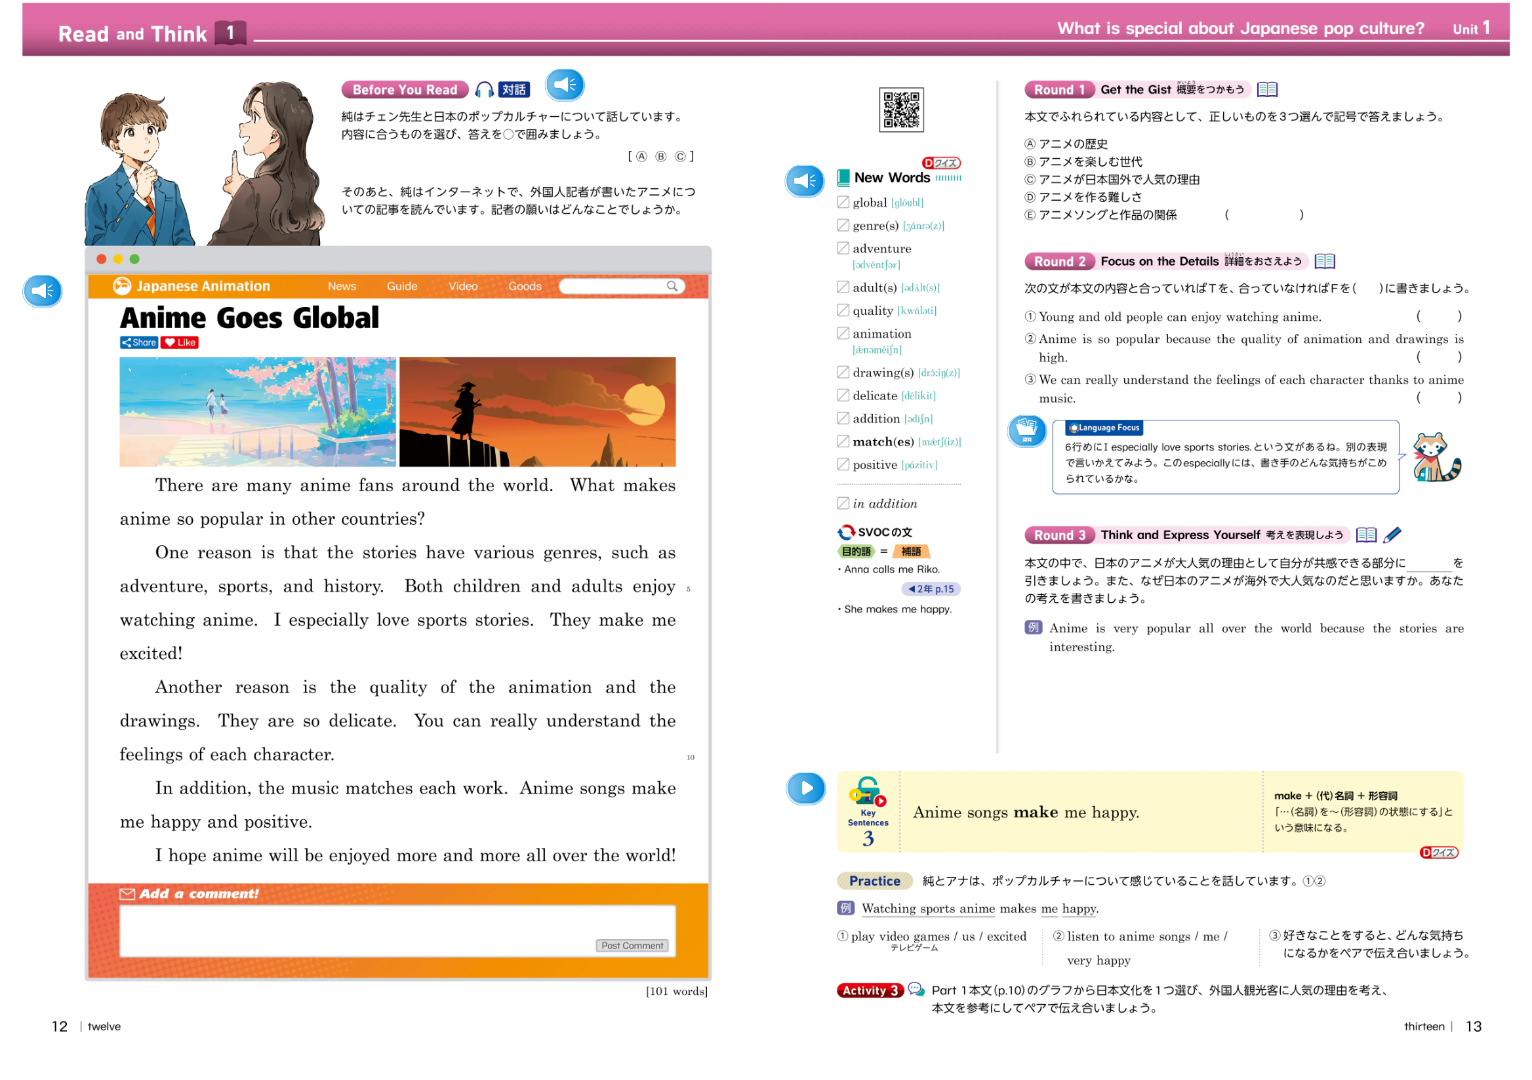 Read and Think 1
What is special about Japanese pop culture? Unit 1
Before You Read 対話
純はチェン先生と日本のポップカルチャーについて話しています。
内容に合うものを選び、答えを○で囲みましょう。
[ Ⓐ Ⓑ Ⓒ ]
そのあと、純はインターネットで、外国人記者が書いたアニメにつ
いての記事を読んでいます。記者の願いはどんなことでしょうか。
Japanese Animation News Guide Video Goods
Anime Goes Global
Share Like
There are many anime fans around the world. What makes
anime so popular in other countries?
One reason is that the stories have various genres, such as
adventure, sports, and history. Both children and adults enjoy 5
watching anime. I especially love sports stories. They make me
excited!
Another reason is the quality of the animation and the
drawings. They are so delicate. You can really understand the
feelings of each character. 10
In addition, the music matches each work. Anime songs make
me happy and positive.
I hope anime will be enjoyed more and more all over the world!
Add a comment!
Post Comment
[101 words]
12 | twelve
Dクイズ
New Words
global [glóubl]
genre(s) [ʒɑ́nrə(z)]
adventure
[ədvéntʃər]
adult(s) [ədʌ́lt(s)]
quality [kwɑ́ləti]
animation
[æ̀nəméiʃn]
drawing(s) [drɔ́ːiŋ(z)]
delicate [délikit]
addition [ədíʃn]
match(es) [mǽtʃ(iz)]
positive [pɑ́zitiv]
in addition
SVOCの文
目的語 = 補語
・Anna calls me Riko.
◀2年 p.15
・She makes me happy.
Round 1 Get the Gist 概要をつかもう
がいよう
本文でふれられている内容として、正しいものを3つ選んで記号で答えましょう。
Ⓐ アニメの歴史
Ⓑ アニメを楽しむ世代
Ⓒ アニメが日本国外で人気の理由
Ⓓ アニメを作る難しさ
Ⓔ アニメソングと作品の関係 ( )
Round 2 Focus on the Details 詳細をおさえよう
しょうさい
次の文が本文の内容と合っていればTを、合っていなければFを( )に書きましょう。
① Young and old people can enjoy watching anime. ( )
② Anime is so popular because the quality of animation and drawings is
high. ( )
③ We can really understand the feelings of each character thanks to anime
music. ( )
Language Focus
6行めにI especially love sports stories.という文があるね。別の表現
で言いかえてみよう。このespeciallyには、書き手のどんな気持ちがこめ
られているかな。
Round 3 Think and Express Yourself 考えを表現しよう
本文の中で、日本のアニメが大人気の理由として自分が共感できる部分に＿＿＿を
引きましょう。また、なぜ日本のアニメが海外で大人気なのだと思いますか。あなた
の考えを書きましょう。
例 Anime is very popular all over the world because the stories are
interesting.
Key
Sentences
3
Anime songs make me happy.
make +（代）名詞 + 形容詞
「…（名詞）を～（形容詞）の状態にする」と
いう意味になる。
Dクイズ
Practice 純とアナは、ポップカルチャーについて感じていることを話しています。①②
例 Watching sports anime makes me happy.
① play video games / us / excited
テレビゲーム
② listen to anime songs / me /
very happy
③ 好きなことをすると、どんな気持ち
になるかをペアで伝え合いましょう。
Activity 3 Part 1本文(p.10)のグラフから日本文化を1つ選び、外国人観光客に人気の理由を考え、
本文を参考にしてペアで伝え合いましょう。
thirteen | 13